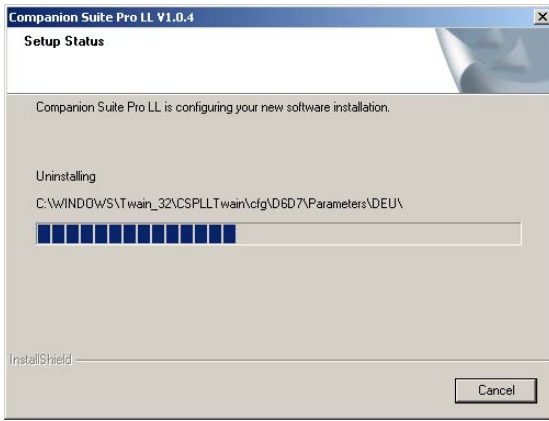 Companion Suite Pro LL V1.0.4
Setup Status
Companion Suite Pro LL is configuring your new software installation.
Uninstalling
C:\WINDOWS\Twain_32\CSPLLTwain\cfg\D6D7\Parameters\DEU\
InstallShield
Cancel